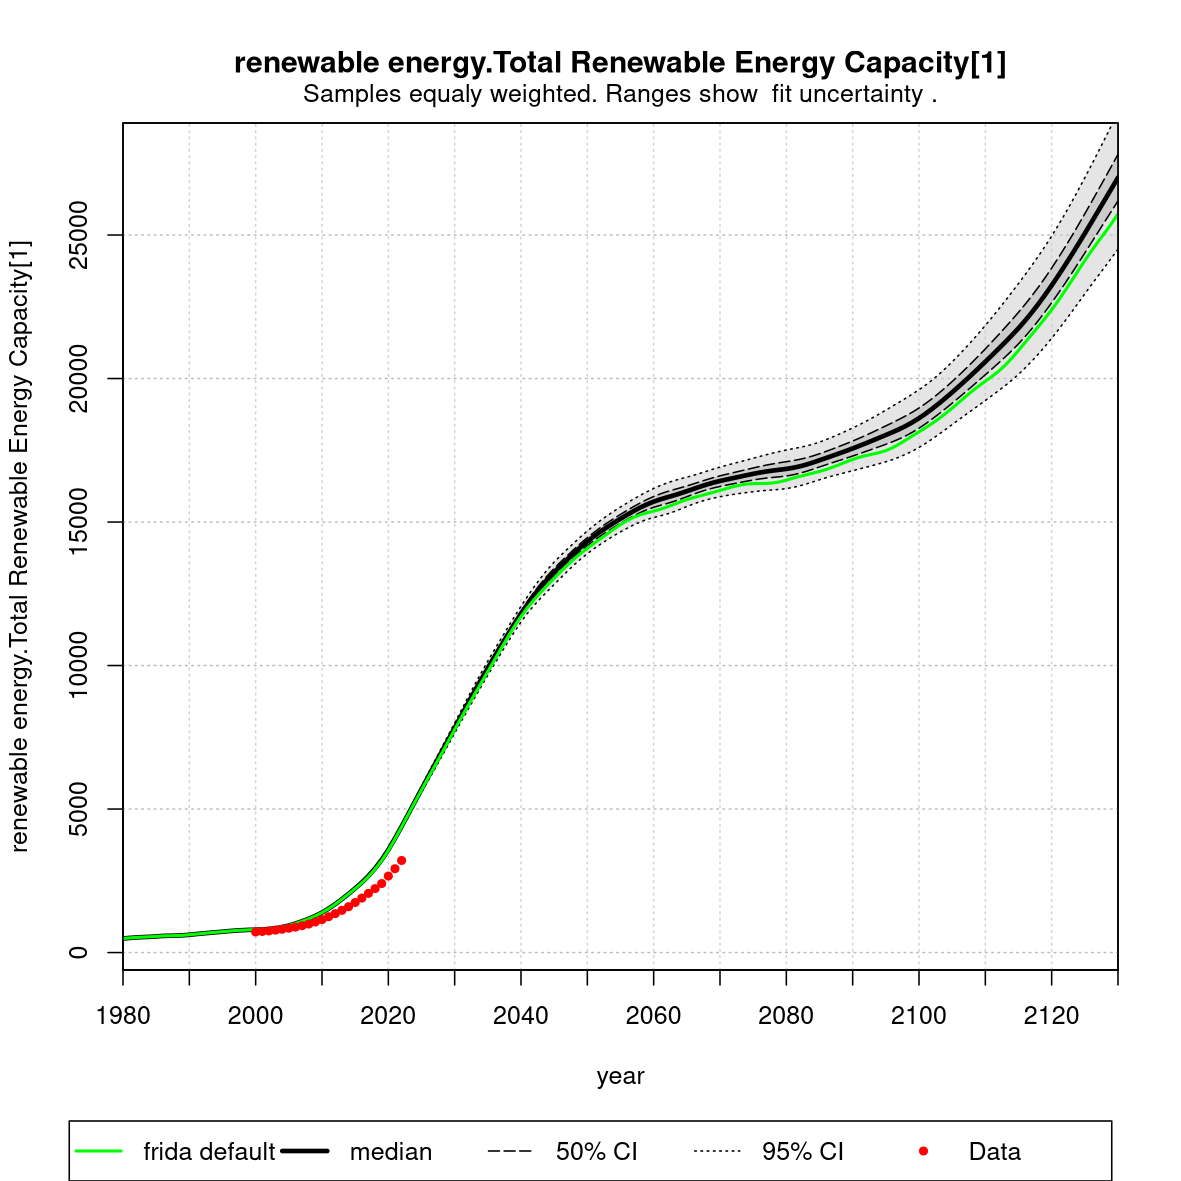 renewable energy.Total Renewable Energy Capacity[1]
Samples equaly weighted. Ranges show  fit uncertainty .
renewable energy.Total Renewable Energy Capacity[1]
25000
20000
15000
10000
5000
0
1980 2000 2020 2040 2060 2080 2100 2120
year
frida default median 50% CI 95% CI Data